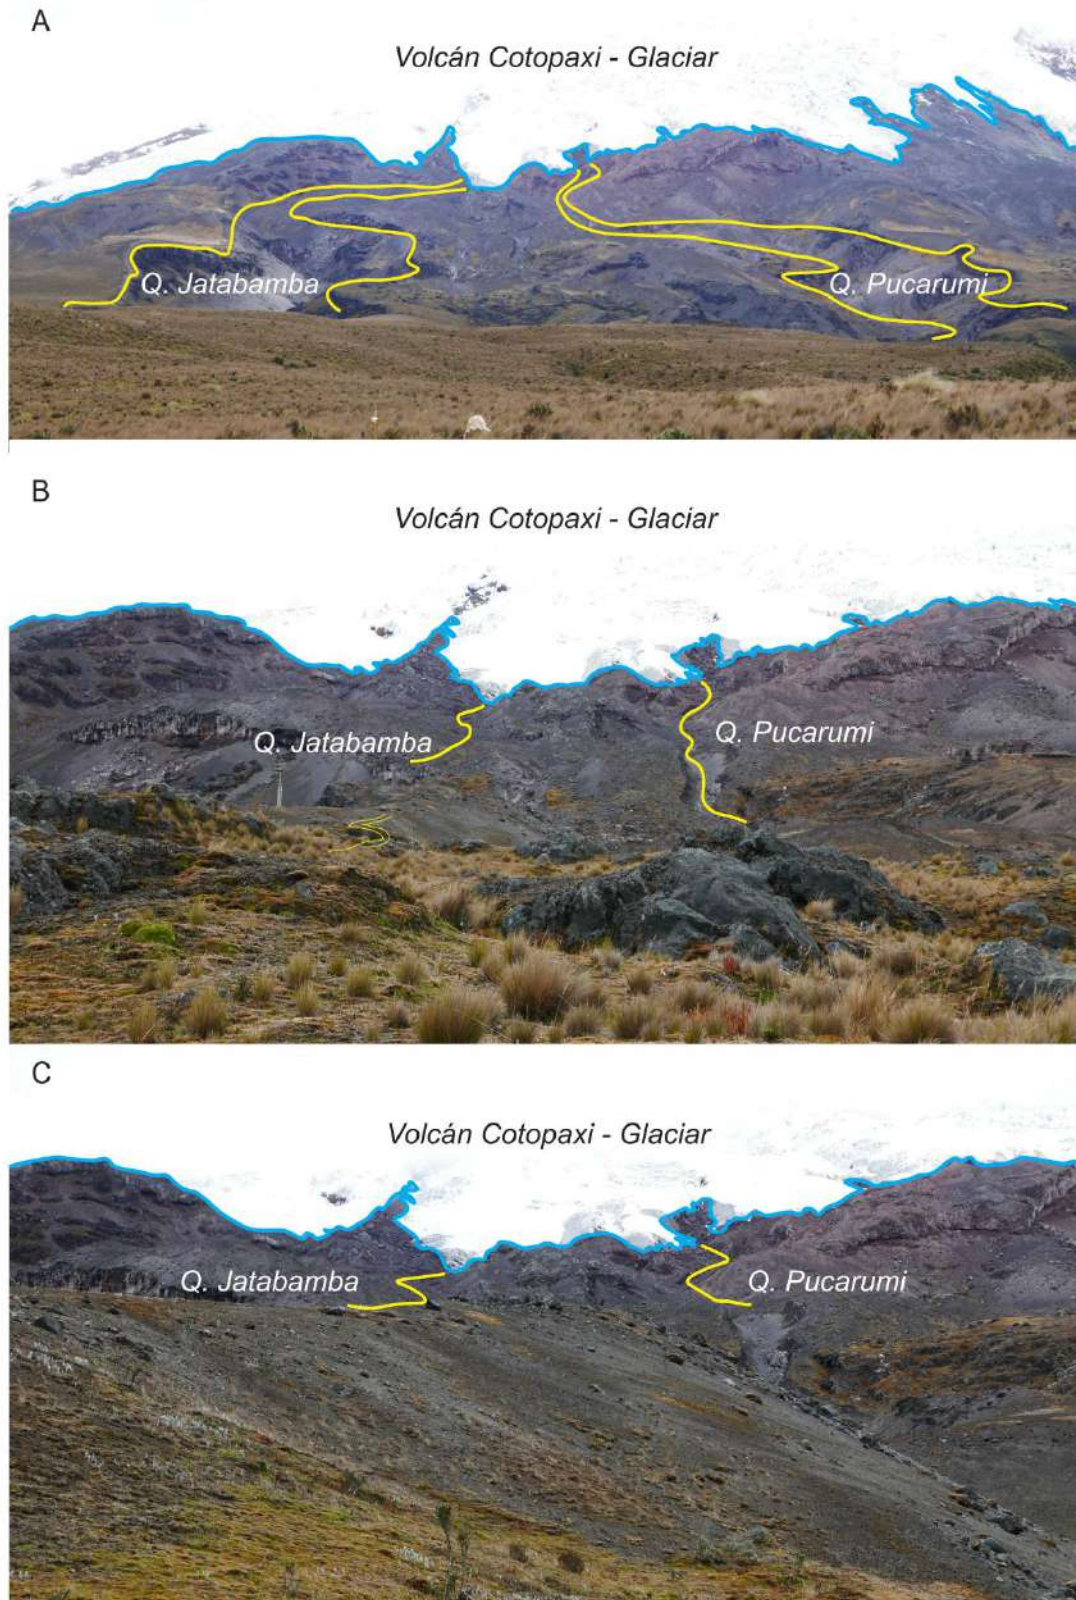 A
Volcán Cotopaxi - Glaciar
Q. Jatabamba
Q. Pucarumi
B
Volcán Cotopaxi - Glaciar
Q. Jatabamba
Q. Pucarumi
C
Volcán Cotopaxi - Glaciar
Q. Jatabamba
Q. Pucarumi